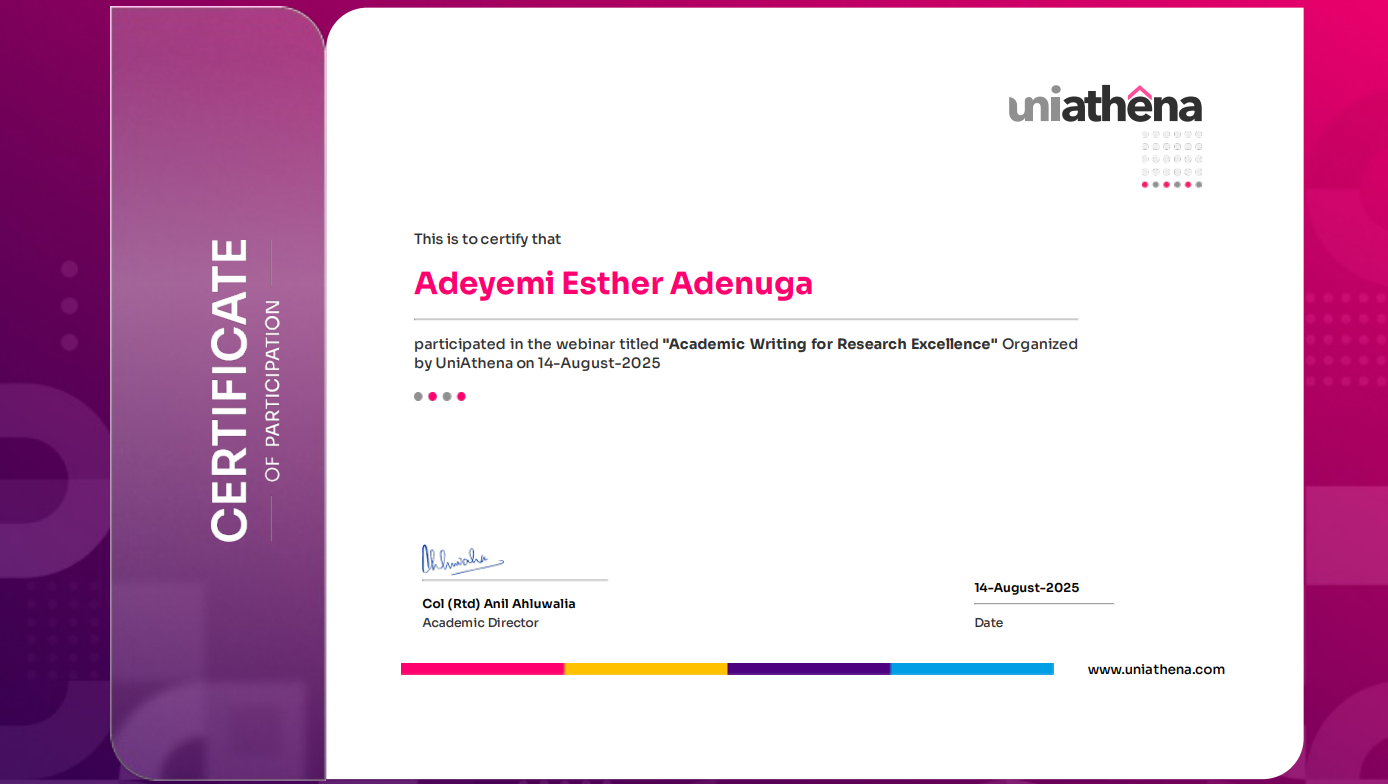 CERTIFICATE
OF PARTICIPATION
uniathena
This is to certify that
Adeyemi Esther Adenuga
participated in the webinar titled "Academic Writing for Research Excellence" Organized
by UniAthena on 14-August-2025
Ahluwalia
Col (Rtd) Anil Ahluwalia
Academic Director
14-August-2025
Date
www.uniathena.com